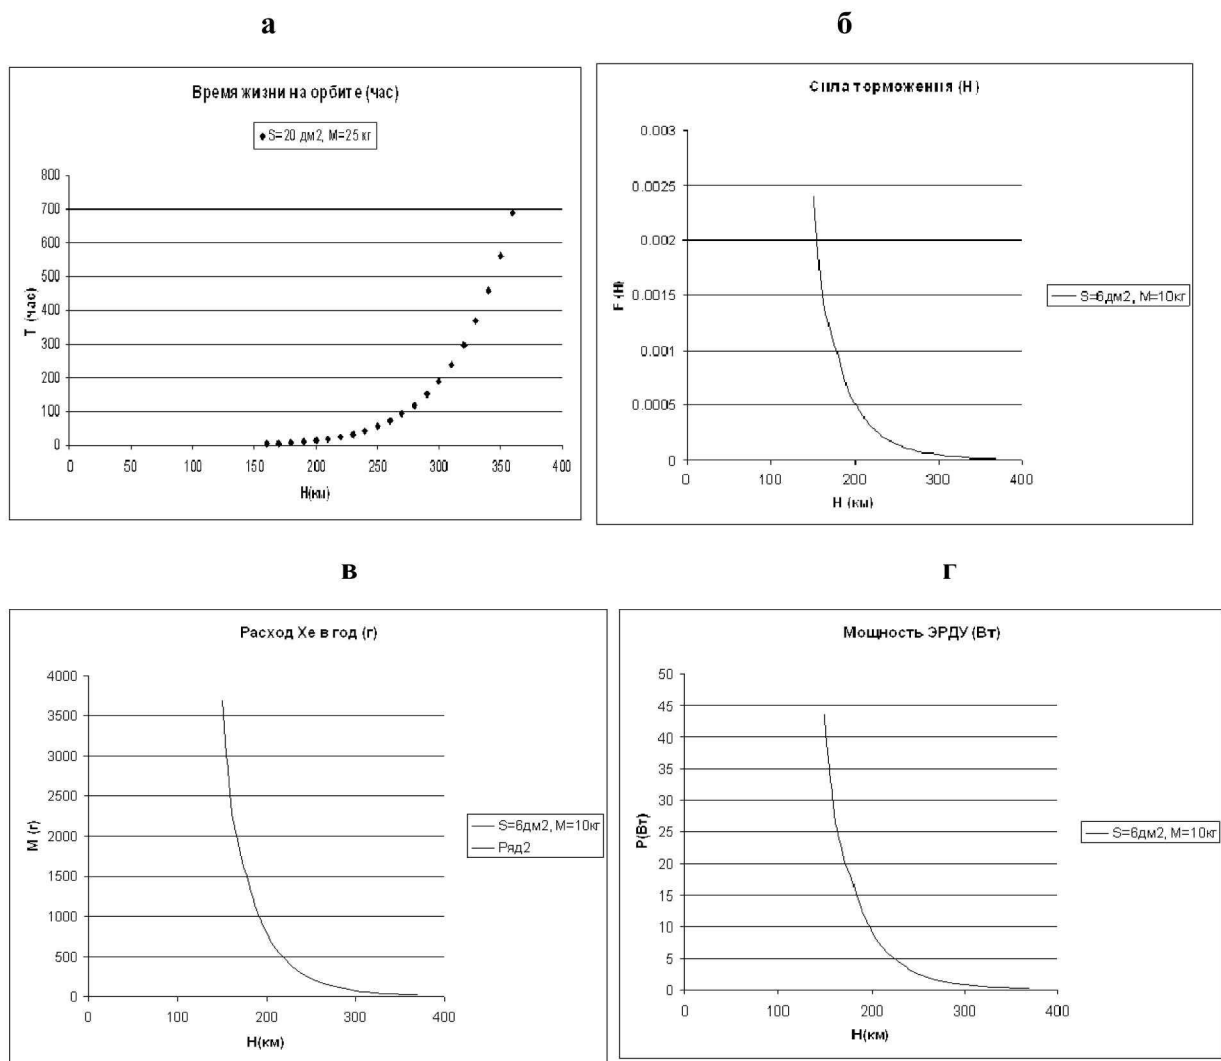 а
Время жизни на орбите (час)
S=20 дм2, M=25 кг
800
700
600
500
400
300
200
100
0
T (час)
0 50 100 150 200 250 300 350 400
H(км)
б
Сила торможения (Н)
0.003
0.0025
0.002
0.0015
0.001
0.0005
0
F (Н)
0 100 200 300 400
H (км)
S=6дм2, M=10кг
в
Расход Xe в год (г)
4000
3500
3000
2500
2000
1500
1000
500
0
M (г)
0 100 200 300 400
H(км)
S=6дм2, M=10кг
Ряд2
г
Мощность ЭРДУ (Вт)
50
45
40
35
30
25
20
15
10
5
0
P(Вт)
0 100 200 300 400
H(км)
S=6дм2, M=10кг